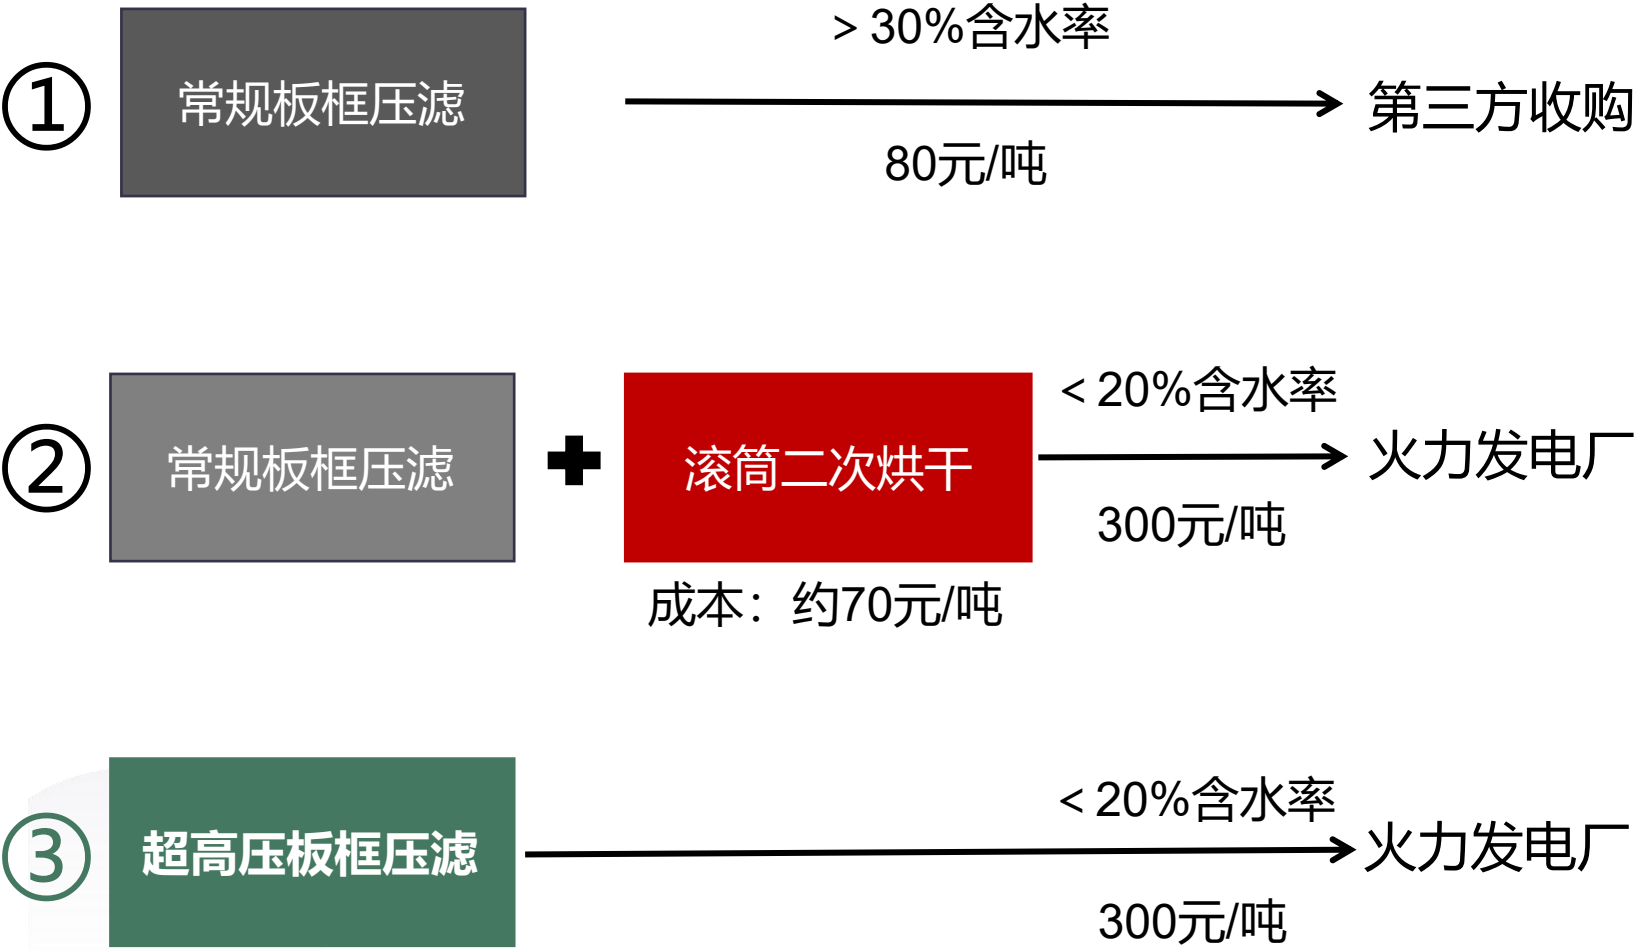 ①
常规板框压滤
> 30%含水率
80元/吨
第三方收购
②
常规板框压滤
滚筒二次烘干
成本：约70元/吨
< 20%含水率
300元/吨
火力发电厂
③
超高压板框压滤
< 20%含水率
300元/吨
火力发电厂